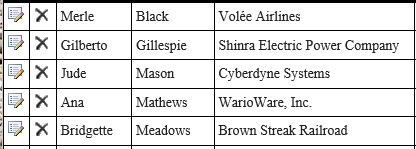 Merle Black Volée Airlines
Gilberto Gillespie Shinra Electric Power Company
Jude Mason Cyberdyne Systems
Ana Mathews WarioWare, Inc.
Bridgette Meadows Brown Streak Railroad